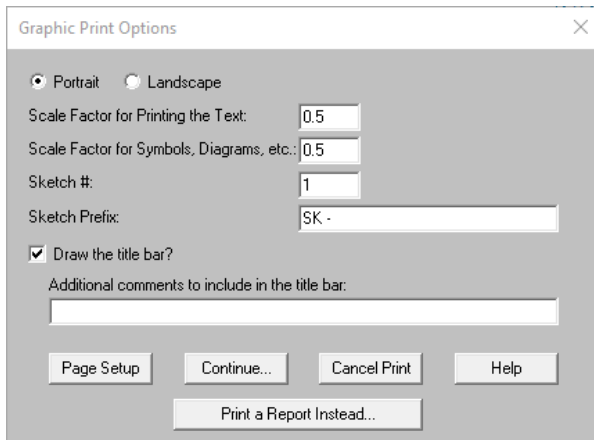 Graphic Print Options
Portrait Landscape
Scale Factor for Printing the Text: 0.5
Scale Factor for Symbols, Diagrams, etc.: 0.5
Sketch #: 1
Sketch Prefix: SK -
Draw the title bar?
Additional comments to include in the title bar:
Page Setup Continue... Cancel Print Help
Print a Report Instead...